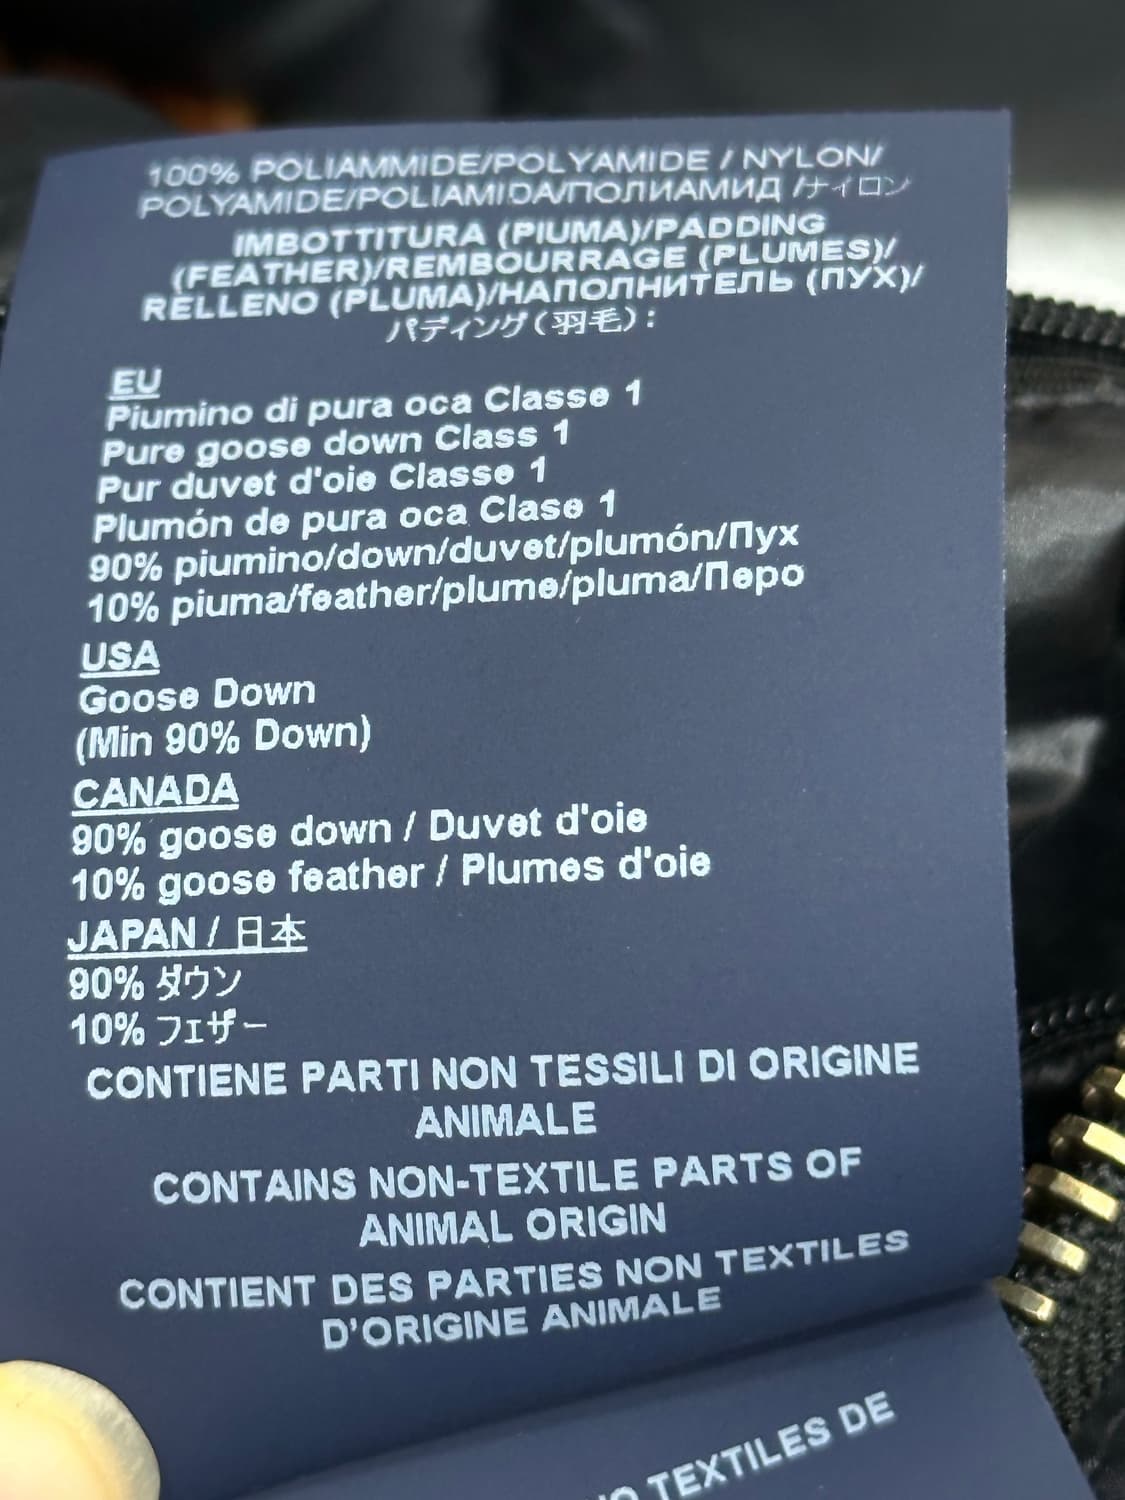 100% POLIAMMIDE/POLYAMIDE / NYLON/
POLYAMIDE/POLIAMIDA/ПОЛИАМИД /ナイロン
IMBOTTITURA (PIUMA)/PADDING
(FEATHER)/REMBOURRAGE (PLUMES)/
RELLENO (PLUMA)/НАПОЛНИТЕЛЬ (ПУХ)/
パディング(羽毛):
EU
Piumino di pura oca Classe 1
Pure goose down Class 1
Pur duvet d'oie Classe 1
Plumón de pura oca Clase 1
90% piumino/down/duvet/plumón/Пух
10% piuma/feather/plume/pluma/Перо
USA
Goose Down
(Min 90% Down)
CANADA
90% goose down / Duvet d'oie
10% goose feather / Plumes d'oie
JAPAN / 日本
90% ダウン
10% フェザー
CONTIENE PARTI NON TESSILI DI ORIGINE
ANIMALE
CONTAINS NON-TEXTILE PARTS OF
ANIMAL ORIGIN
CONTIENT DES PARTIES NON TEXTILES
D'ORIGINE ANIMALE
TEXTILES DE